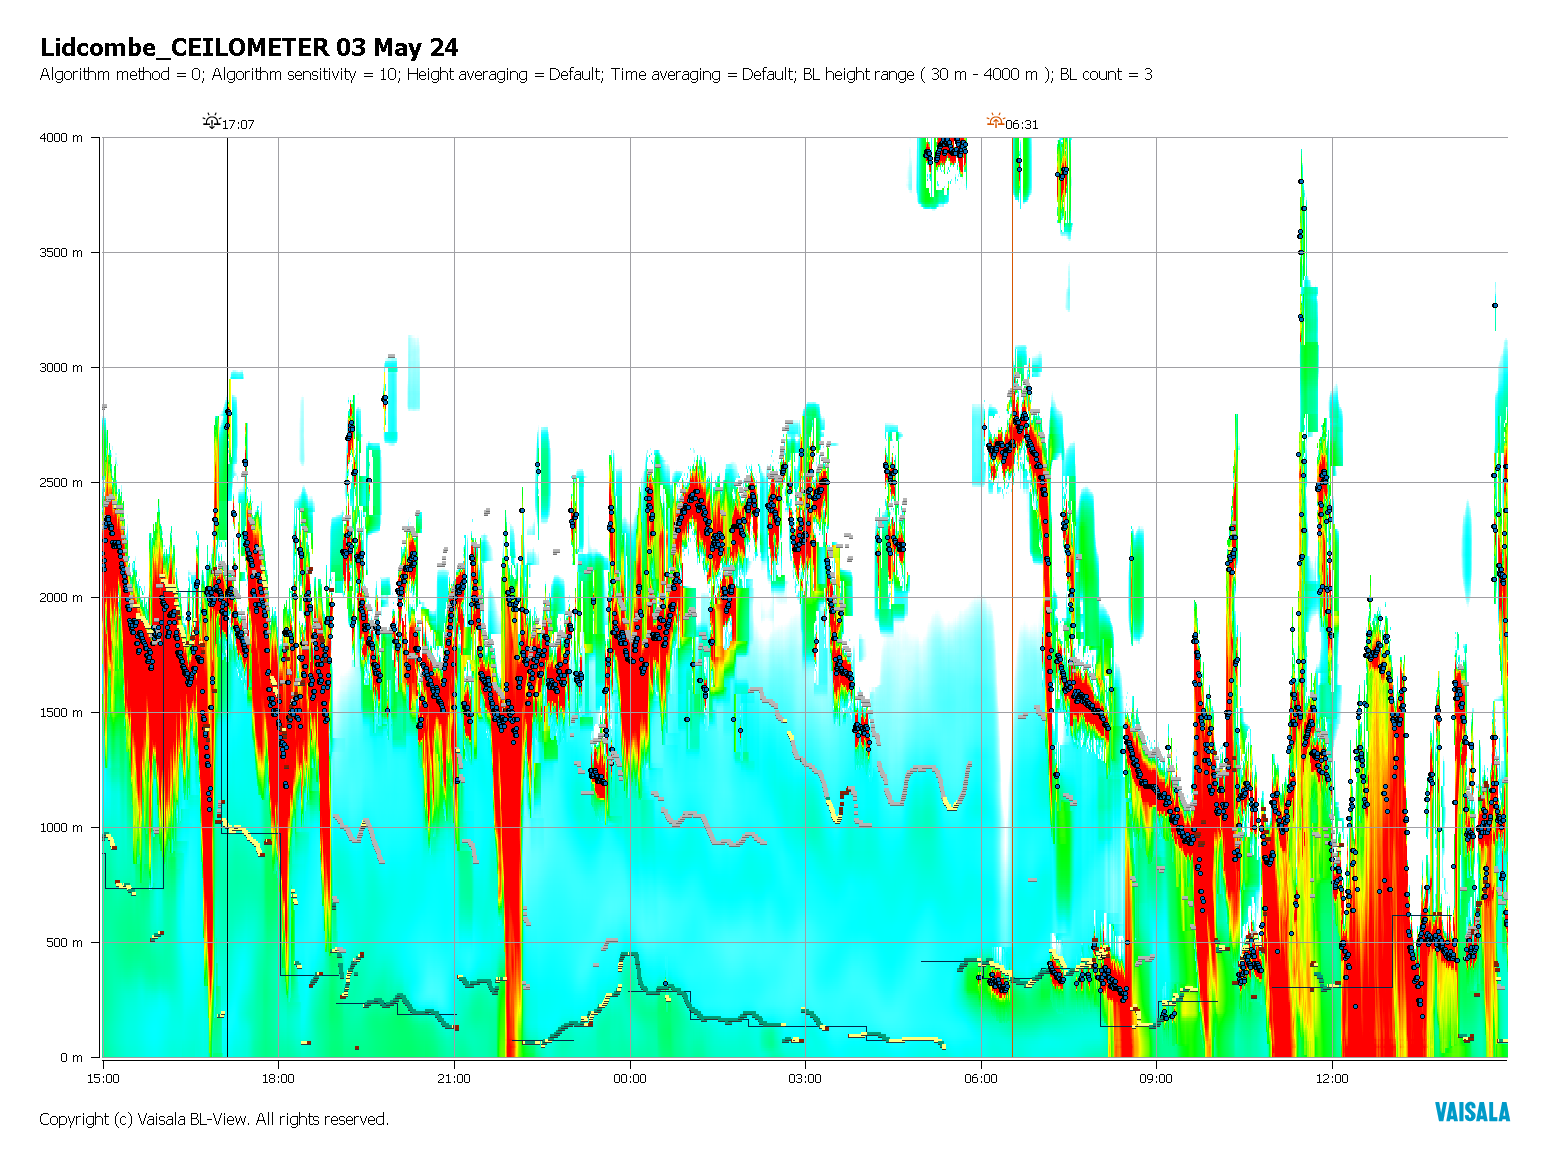 Lidcombe_CEILOMETER 03 May 24
Algorithm method = 0; Algorithm sensitivity = 10; Height averaging = Default; Time averaging = Default; BL height range ( 30 m - 4000 m ); BL count = 3
17:07 06:31
4000 m
3500 m
3000 m
2500 m
2000 m
1500 m
1000 m
500 m
0 m
15:00 18:00 21:00 00:00 03:00 06:00 09:00 12:00
Copyright (c) Vaisala BL-View. All rights reserved.
VAISALA